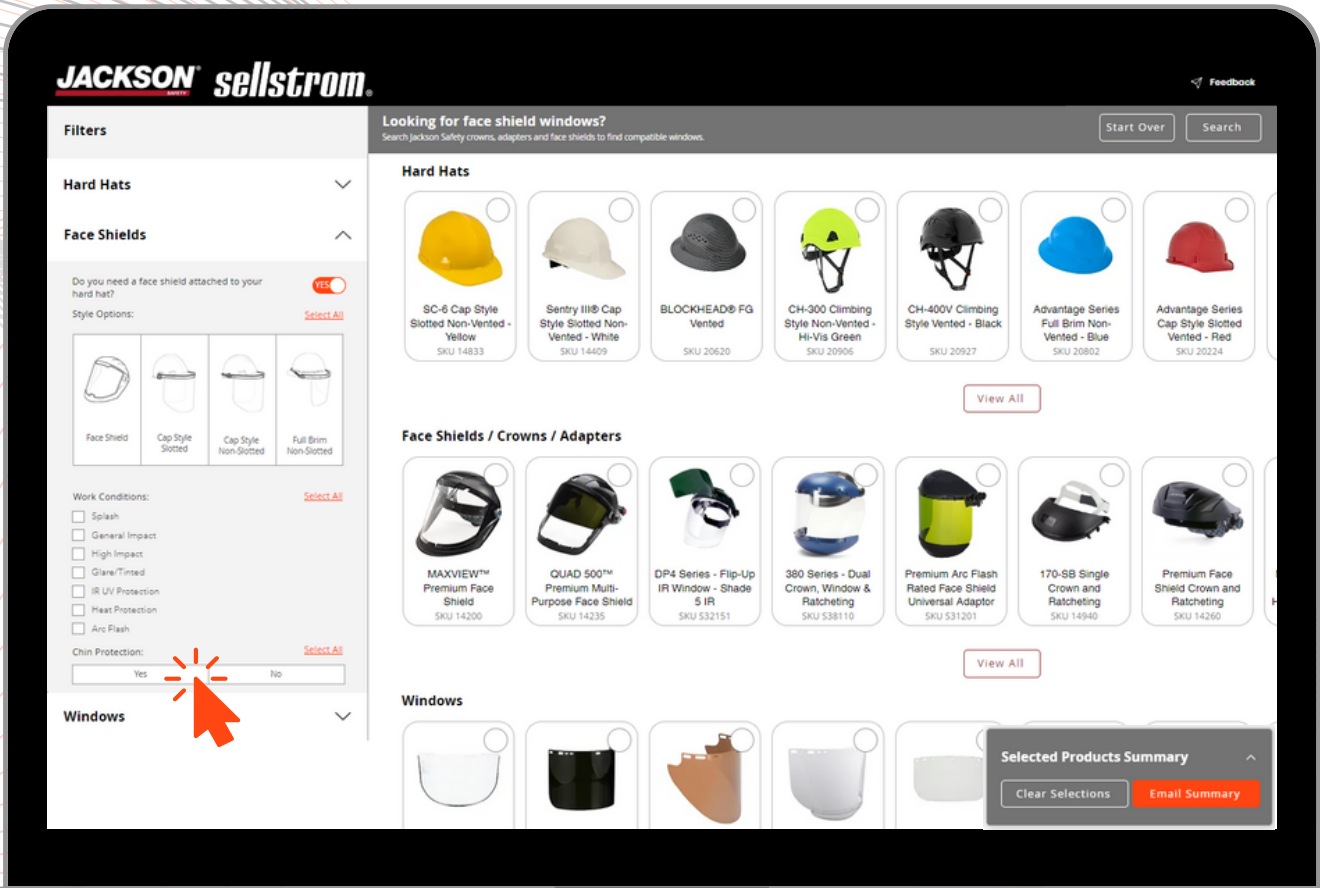 JACKSON®
SAFETY
sellstrom®
Feedback
Filters
Looking for face shield windows?
Search Jackson Safety crowns, adapters and face shields to find compatible windows.
Start Over
Search
Hard Hats
Face Shields
Do you need a face shield attached to your
hard hat?
YES
Style Options:
Select All
Face Shield
Cap Style
Slotted
Cap Style
Non-Slotted
Full Brim
Non-Slotted
Work Conditions:
Select All
Splash
General Impact
High Impact
Glare/Tinted
IR UV Protection
Heat Protection
Arc Flash
Chin Protection:
Select All
Yes
No
Windows
Hard Hats
SC-6 Cap Style
Slotted Non-Vented -
Yellow
SKU 14833
Sentry III® Cap
Style Slotted Non-
Vented - White
SKU 14409
BLOCKHEAD® FG
Vented
SKU 20620
CH-300 Climbing
Style Non-Vented -
Hi-Vis Green
SKU 20906
CH-400V Climbing
Style Vented - Black
SKU 20927
Advantage Series
Full Brim Non-
Vented - Blue
SKU 20802
Advantage Series
Cap Style Slotted
Vented - Red
SKU 20224
View All
Face Shields / Crowns / Adapters
MAXVIEW™
Premium Face
Shield
SKU 14200
QUAD 500™
Premium Multi-
Purpose Face Shield
SKU 14235
DP4 Series - Flip-Up
IR Window - Shade
5 IR
SKU S32151
380 Series - Dual
Crown, Window &
Ratcheting
SKU S38110
Premium Arc Flash
Rated Face Shield
Universal Adaptor
SKU S31201
170-SB Single
Crown and
Ratcheting
SKU 14940
Premium Face
Shield Crown and
Ratcheting
SKU 14260
View All
Windows
Selected Products Summary
Clear Selections
Email Summary